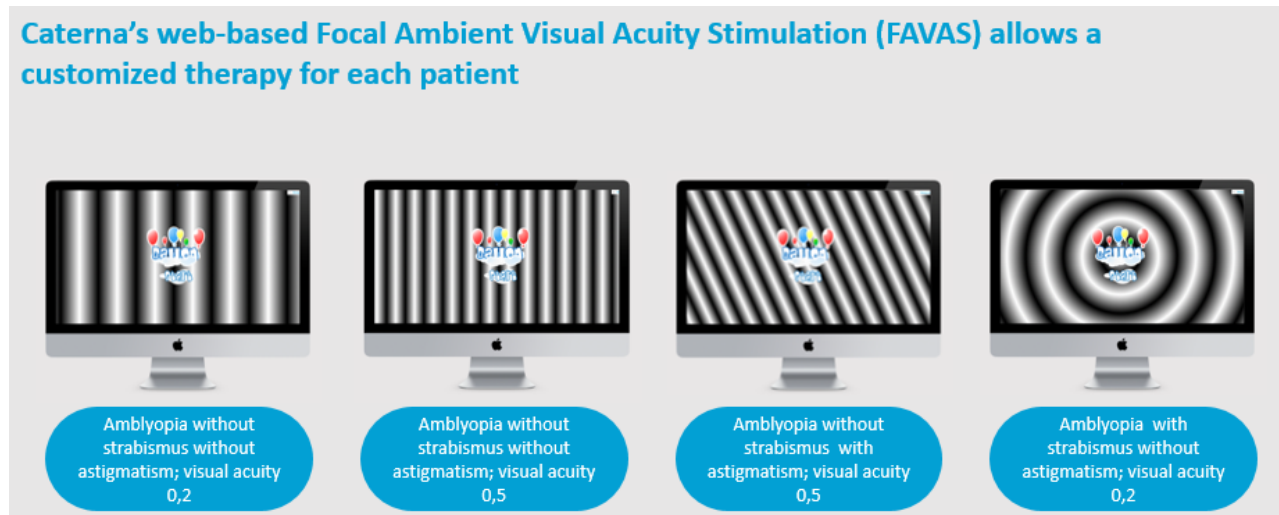 Caterna's web-based Focal Ambient Visual Acuity Stimulation (FAVAS) allows a
customized therapy for each patient
Amblyopia without
strabismus without
astigmatism; visual acuity
0,2
Amblyopia without
strabismus without
astigmatism; visual acuity
0,5
Amblyopia without
strabismus with
astigmatism; visual acuity
0,5
Amblyopia with
strabismus without
astigmatism; visual acuity
0,2